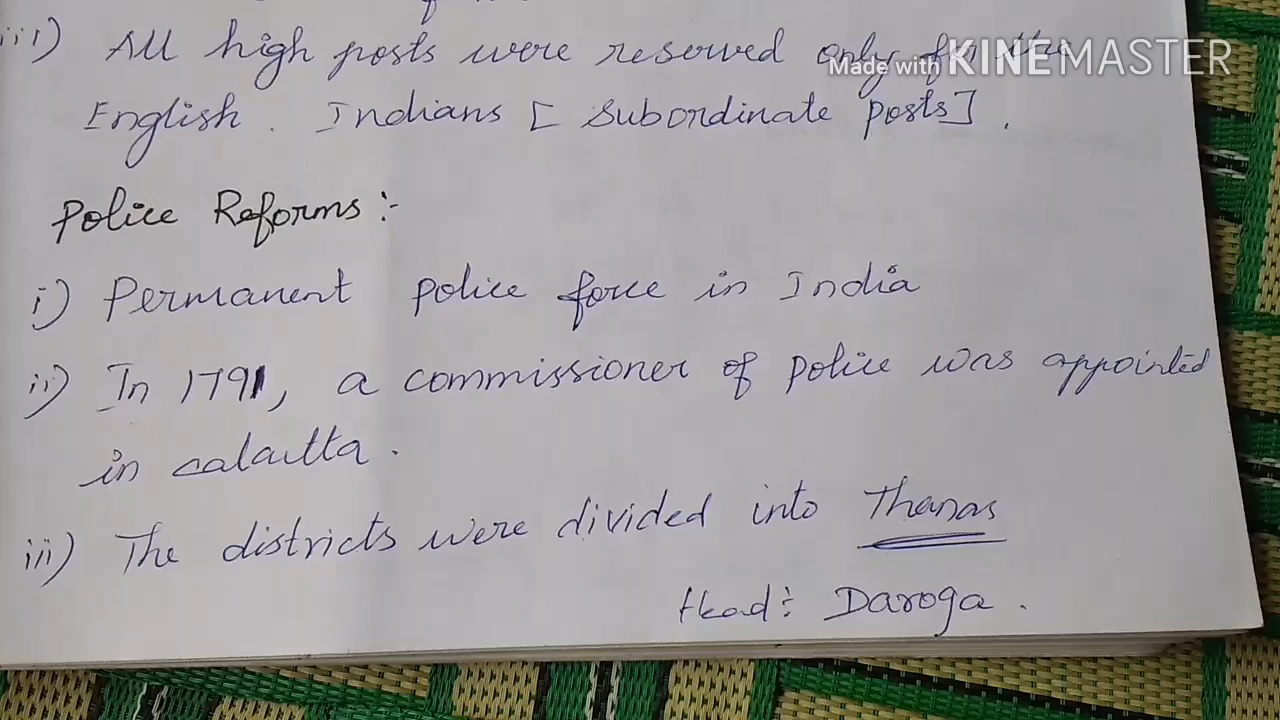 iii) All high posts were reserved only for the
Made with KINEMASTER
English. Indians [Subordinate posts].
Police Reforms:-
i) Permanent police force in India
ii) In 1791, a commissioner of police was appointed
in calcutta.
iii) The districts were divided into Thanas
Head: Daroga.